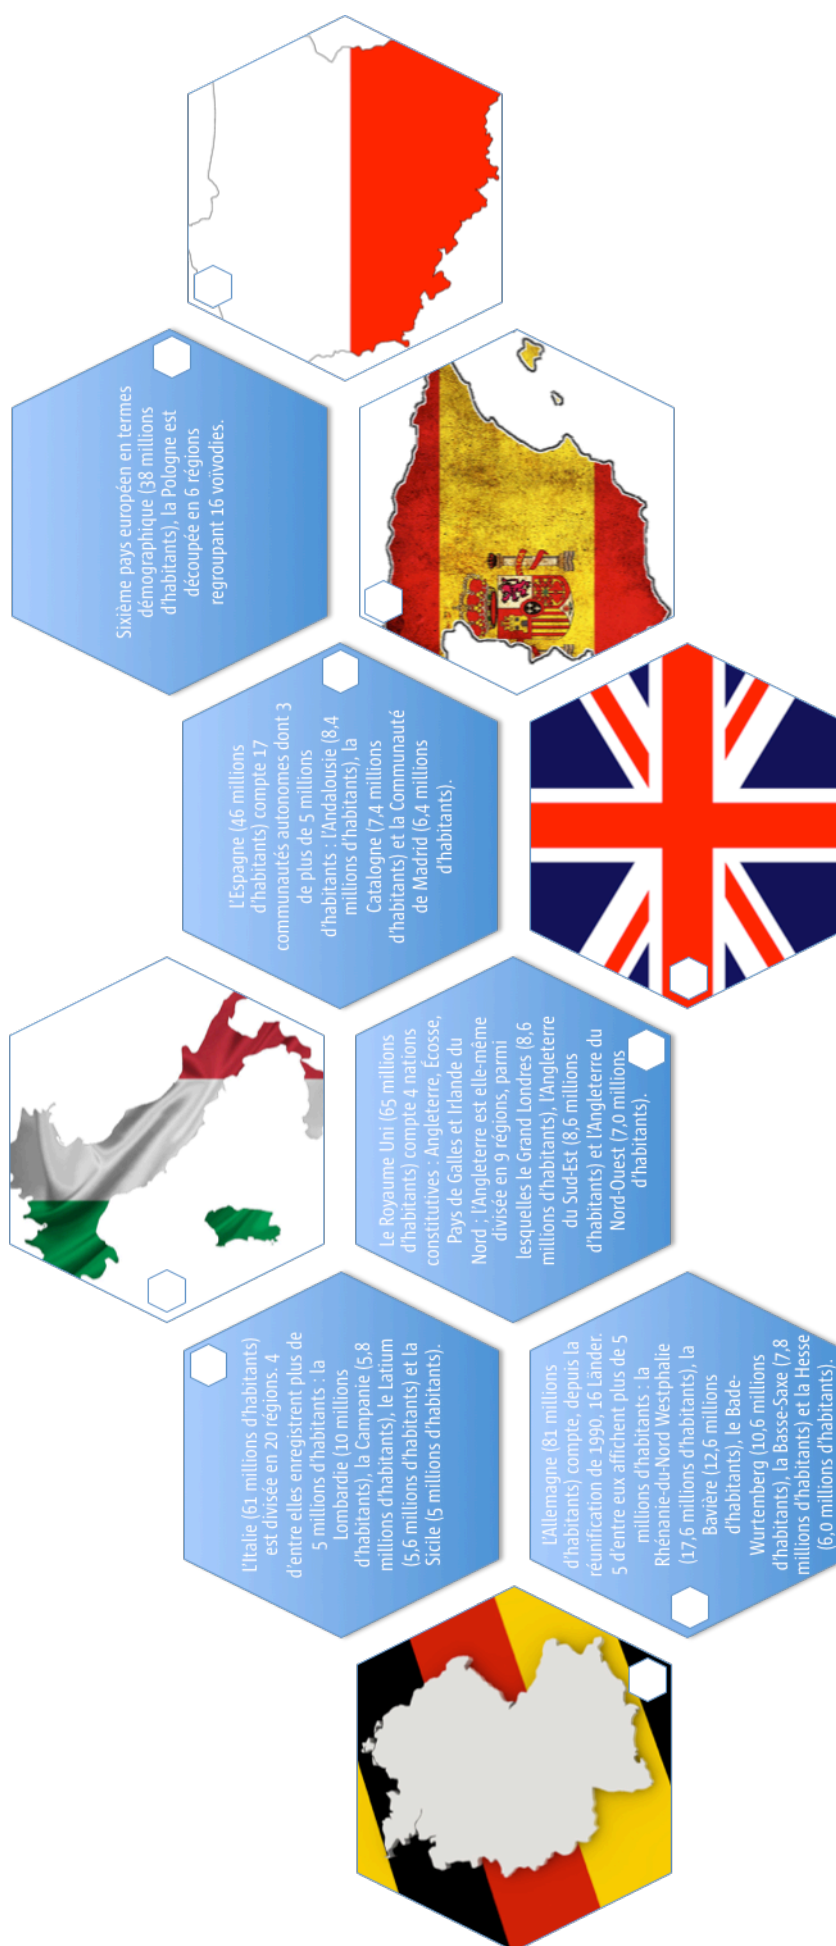 L'Allemagne (81 millions
d'habitants) compte, depuis la
réunification de 1990, 16 Länder.
5 d'entre eux affichent plus de 5
millions d'habitants : la
Rhénanie-du-Nord Westphalie
(17,6 millions d'habitants), la
Bavière (12,6 millions
d'habitants), le Bade-
Wurtemberg (10,6 millions
d'habitants), la Basse-Saxe (7,8
millions d'habitants) et la Hesse
(6,0 millions d'habitants).
L'Italie (61 millions d'habitants)
est divisée en 20 régions. 4
d'entre elles enregistrent plus de
5 millions d'habitants : la
Lombardie (10 millions
d'habitants), la Campanie (5,8
millions d'habitants), le Latium
(5,6 millions d'habitants) et la
Sicile (5 millions d'habitants).
Le Royaume Uni (65 millions
d'habitants) compte 4 nations
constitutives : Angleterre, Écosse,
Pays de Galles et Irlande du
Nord ; l'Angleterre est elle-même
divisée en 9 régions, parmi
lesquelles le Grand Londres (8,6
millions d'habitants), l'Angleterre
du Sud-Est (8,6 millions
d'habitants) et l'Angleterre du
Nord-Ouest (7,0 millions
d'habitants).
L'Espagne (46 millions
d'habitants) compte 17
communautés autonomes dont 3
de plus de 5 millions
d'habitants : l'Andalousie (8,4
millions d'habitants), la
Catalogne (7,4 millions
d'habitants) et la Communauté
de Madrid (6,4 millions
d'habitants).
Sixième pays européen en termes
démographique (38 millions
d'habitants), la Pologne est
découpée en 6 régions
regroupant 16 voïvodies.